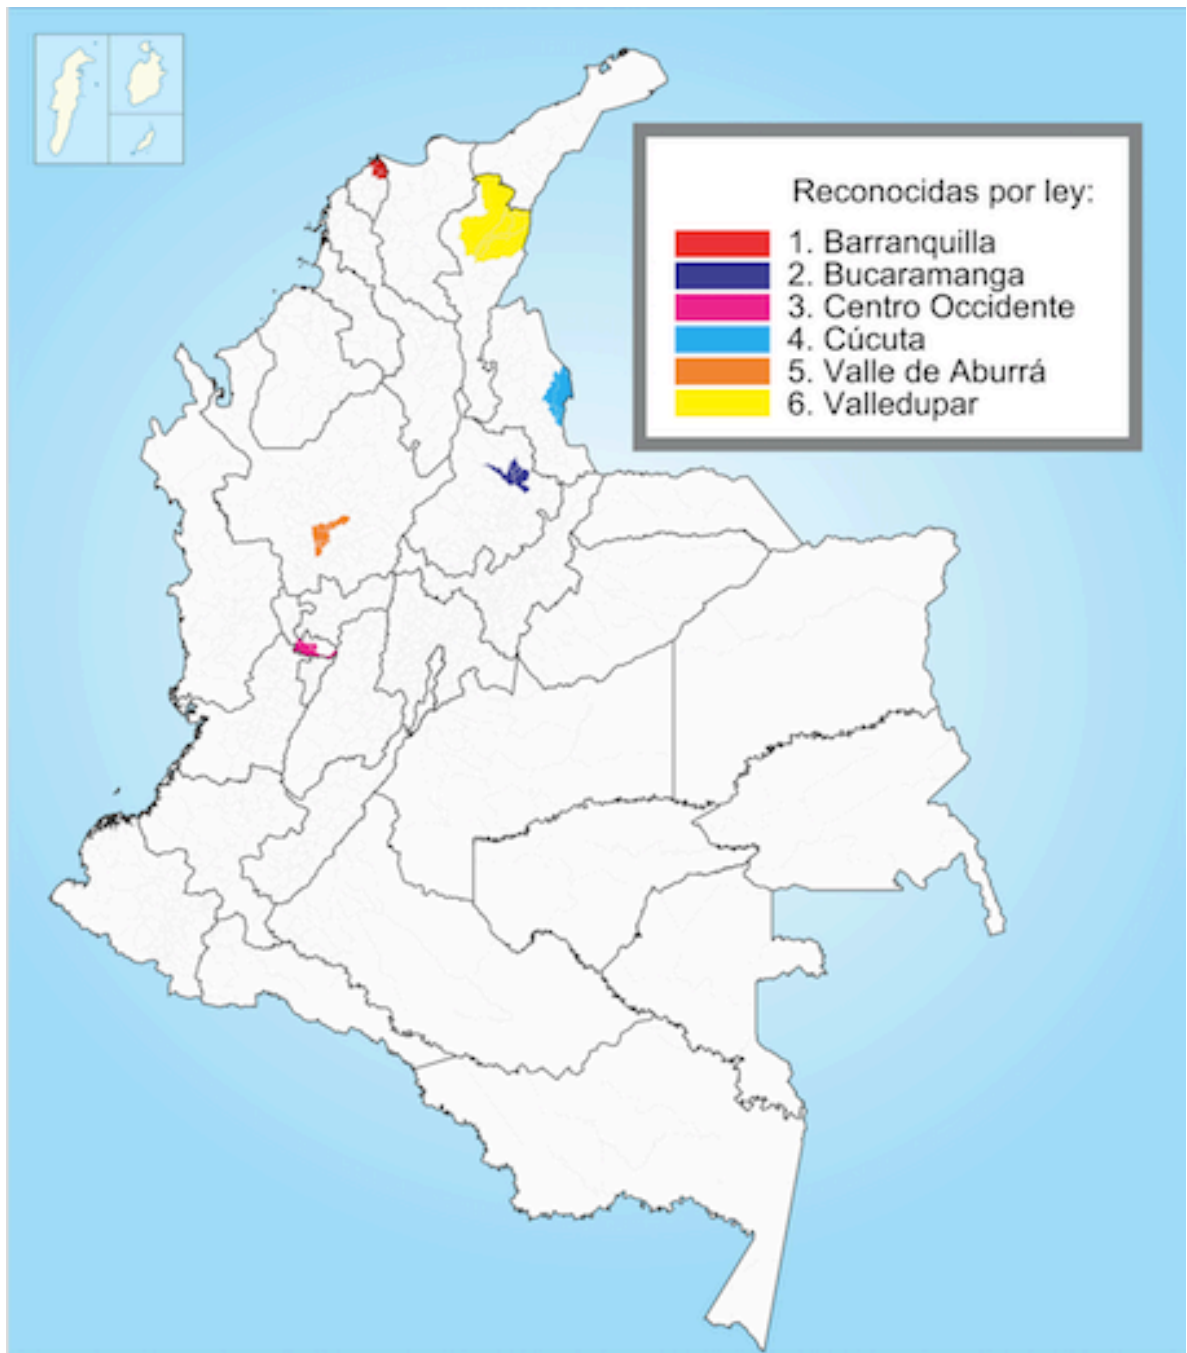 Reconocidas por ley:
1. Barranquilla
2. Bucaramanga
3. Centro Occidente
4. Cúcuta
5. Valle de Aburrá
6. Valledupar